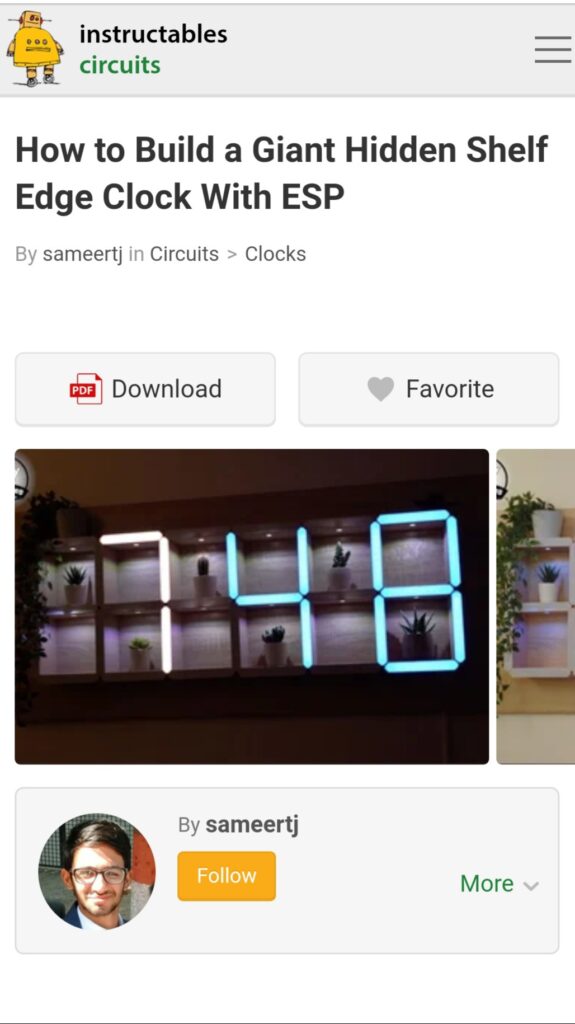 instructables
circuits
How to Build a Giant Hidden Shelf
Edge Clock With ESP
By sameertj in Circuits > Clocks
PDF Download
Favorite
748
By sameertj
Follow
More